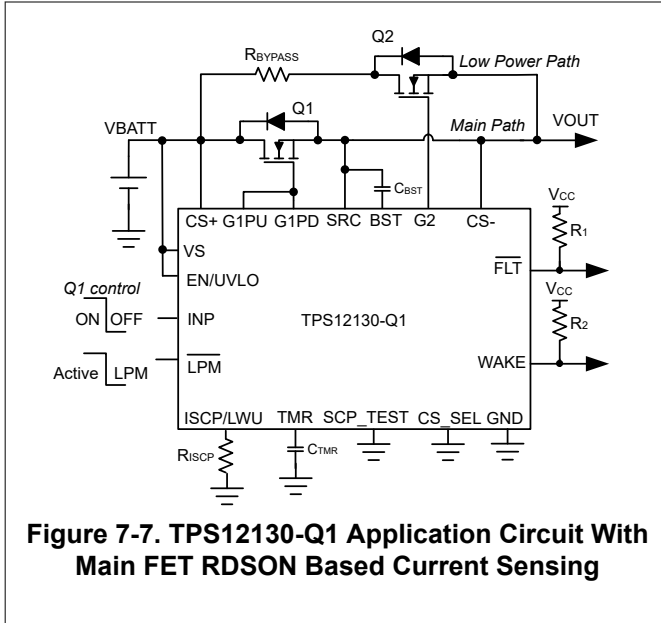 Q2
RBYPASS
Low Power Path
Q1
VBATT
Main Path
VOUT
CBST
VCC
CS+ G1PU G1PD SRC BST G2 CS-
R1
VS
FLT
EN/UVLO
Q1 control
VCC
ON OFF
INP
TPS12130-Q1
R2
LPM
WAKE
Active LPM
ISCP/LWU TMR SCP_TEST CS_SEL GND
RISCP
CTMR
Figure 7-7. TPS12130-Q1 Application Circuit With
Main FET RDSON Based Current Sensing